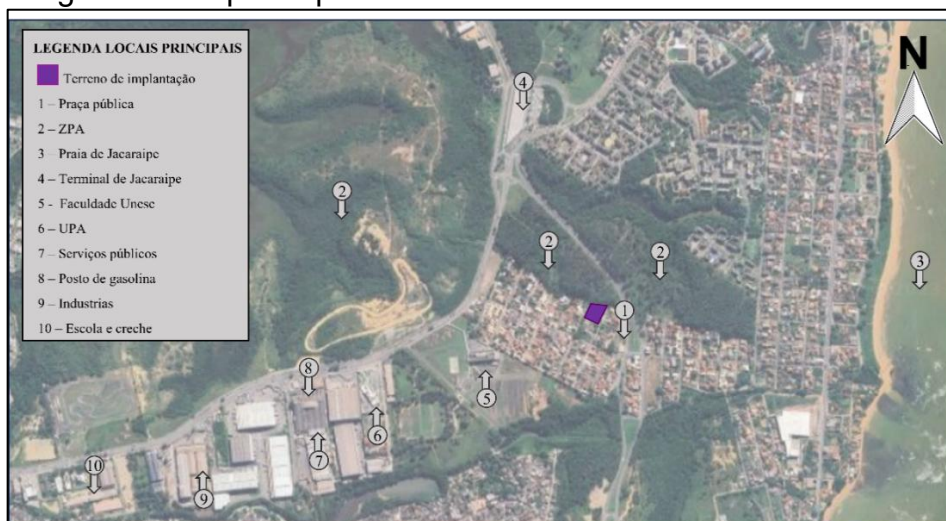 LEGENDA LOCAIS PRINCIPAIS
Terreno de implantação
1 – Praça pública
2 – ZPA
3 – Praia de Jacaraipe
4 – Terminal de Jacaraipe
5 - Faculdade Unesc
6 – UPA
7 – Serviços públicos
8 – Posto de gasolina
9 – Industrias
10 – Escola e creche
N
4
2
2
2
3
1
8
5
6
7
10
9